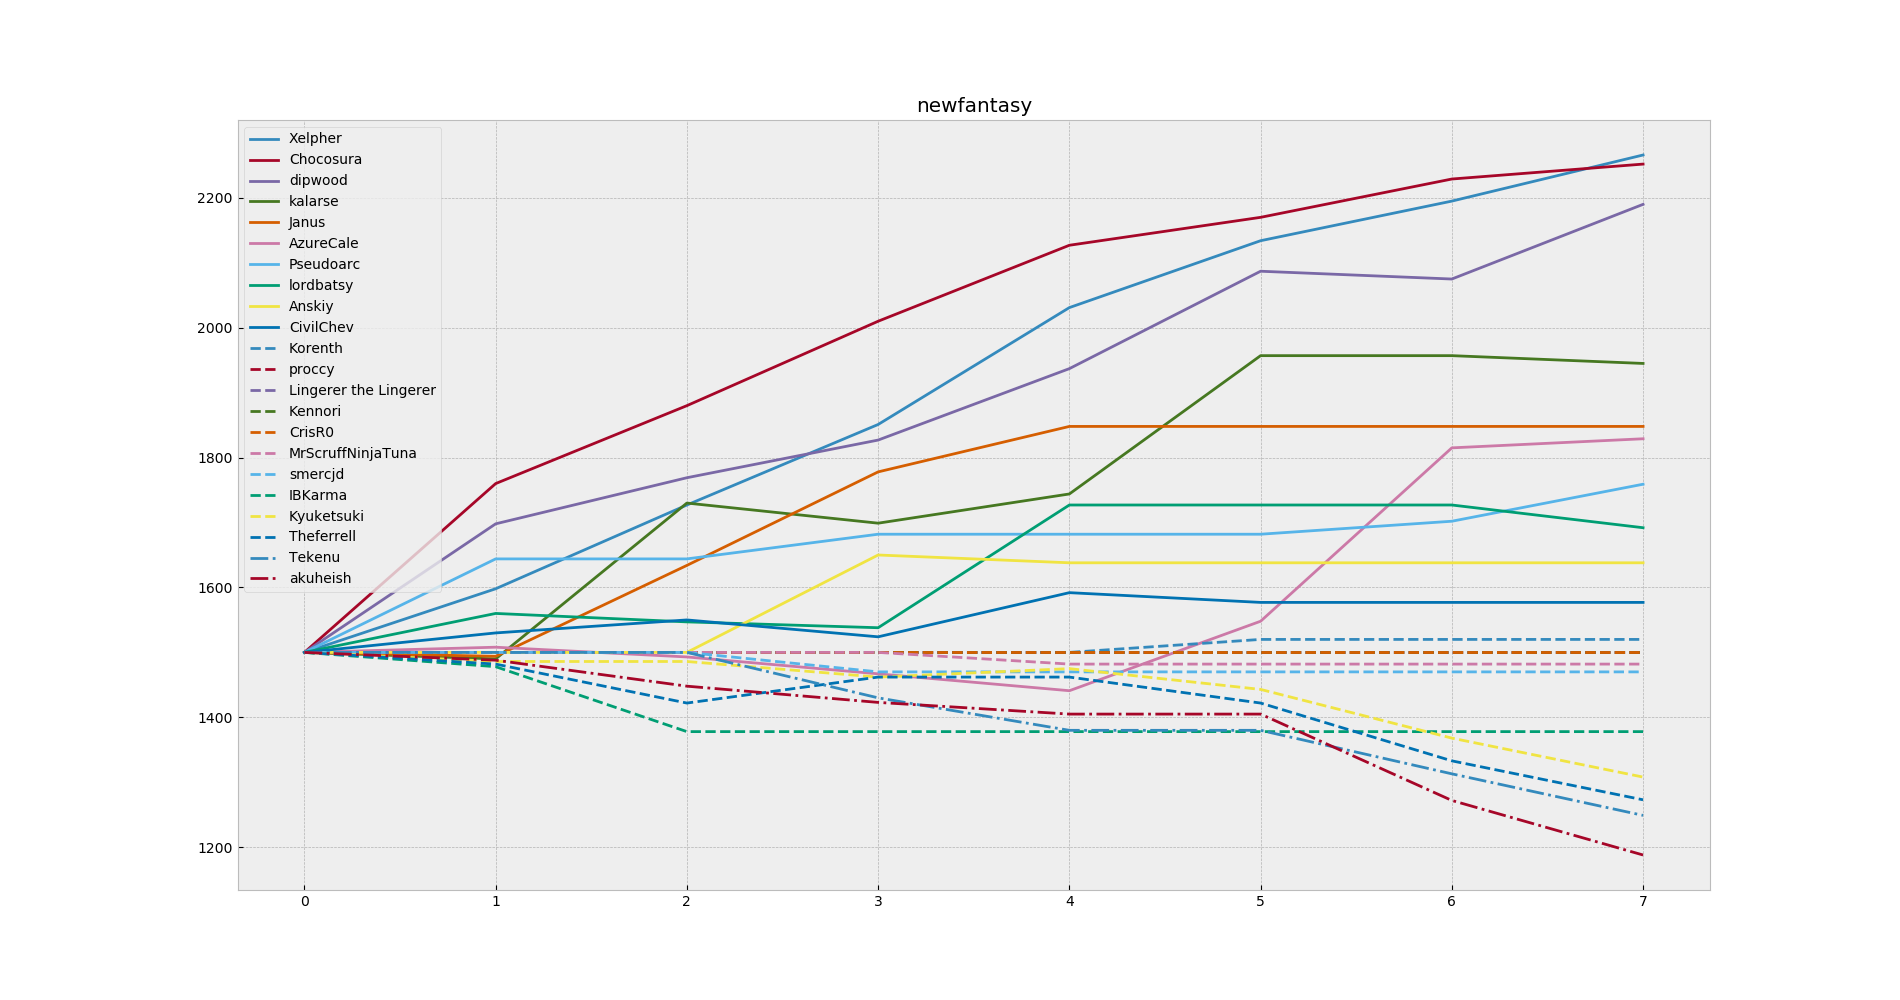 newfantasy
Xelpher
Chocosura
dipwood
kalarse
Janus
AzureCale
Pseudoarc
lordbatsy
Anskiy
CivilChev
Korenth
proccy
Lingerer the Lingerer
Kennori
CrisR0
MrScruffNinjaTuna
smercjd
IBKarma
Kyuketsuki
Theferrell
Tekenu
akuheish
2200
2000
1800
1600
1400
1200
0 1 2 3 4 5 6 7